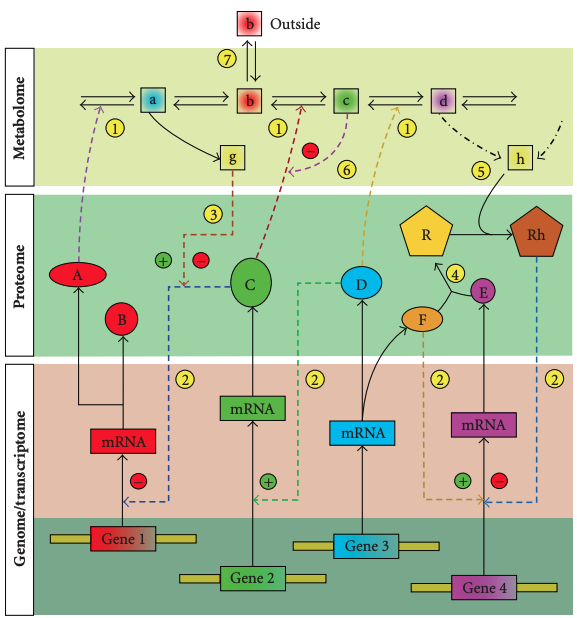 b Outside
7
a b c d
1 1 1
− 6
g 5 h
3
+ −
R Rh
A C D 4 E
B F
2 2 2 2
mRNA mRNA mRNA mRNA
− + + −
Gene 1 Gene 2 Gene 3 Gene 4
Metabolome
Proteome
Genome/transcriptome